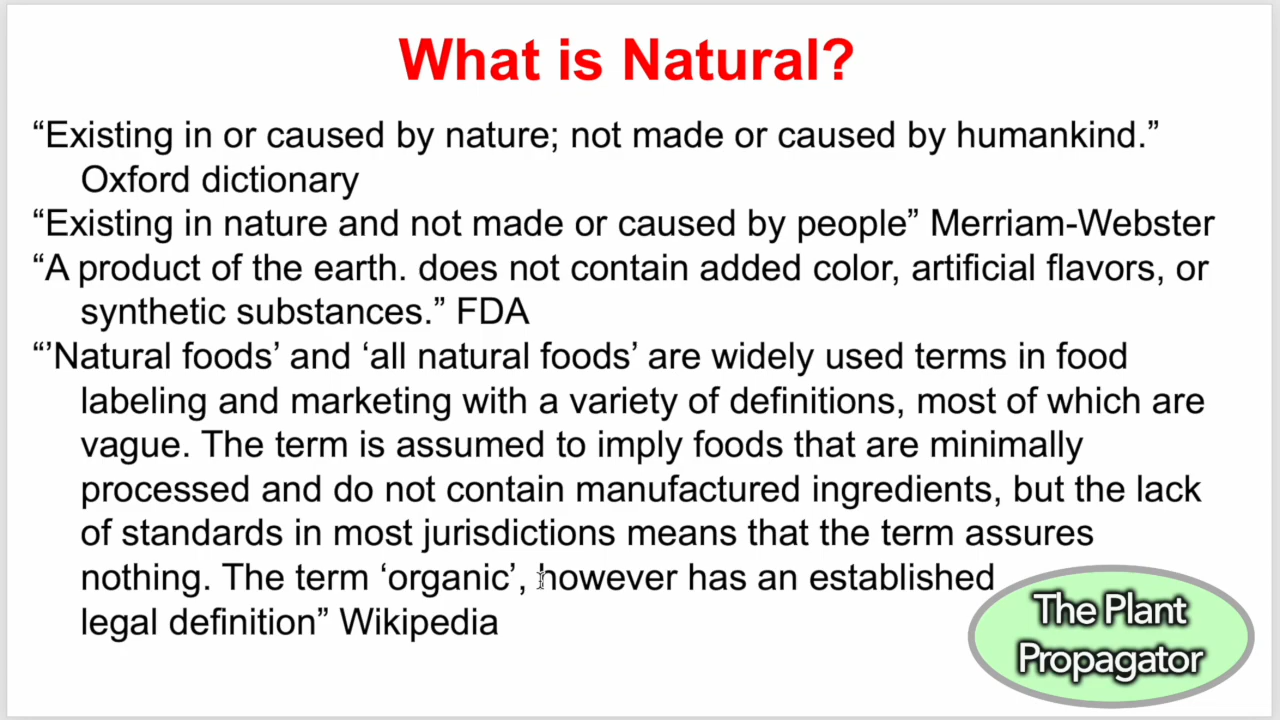 What is Natural?
“Existing in or caused by nature; not made or caused by humankind.”
Oxford dictionary
“Existing in nature and not made or caused by people” Merriam-Webster
“A product of the earth. does not contain added color, artificial flavors, or
synthetic substances.” FDA
“’Natural foods’ and ‘all natural foods’ are widely used terms in food
labeling and marketing with a variety of definitions, most of which are
vague. The term is assumed to imply foods that are minimally
processed and do not contain manufactured ingredients, but the lack
of standards in most jurisdictions means that the term assures
nothing. The term ‘organic’, however has an established
legal definition” Wikipedia
The Plant
Propagator